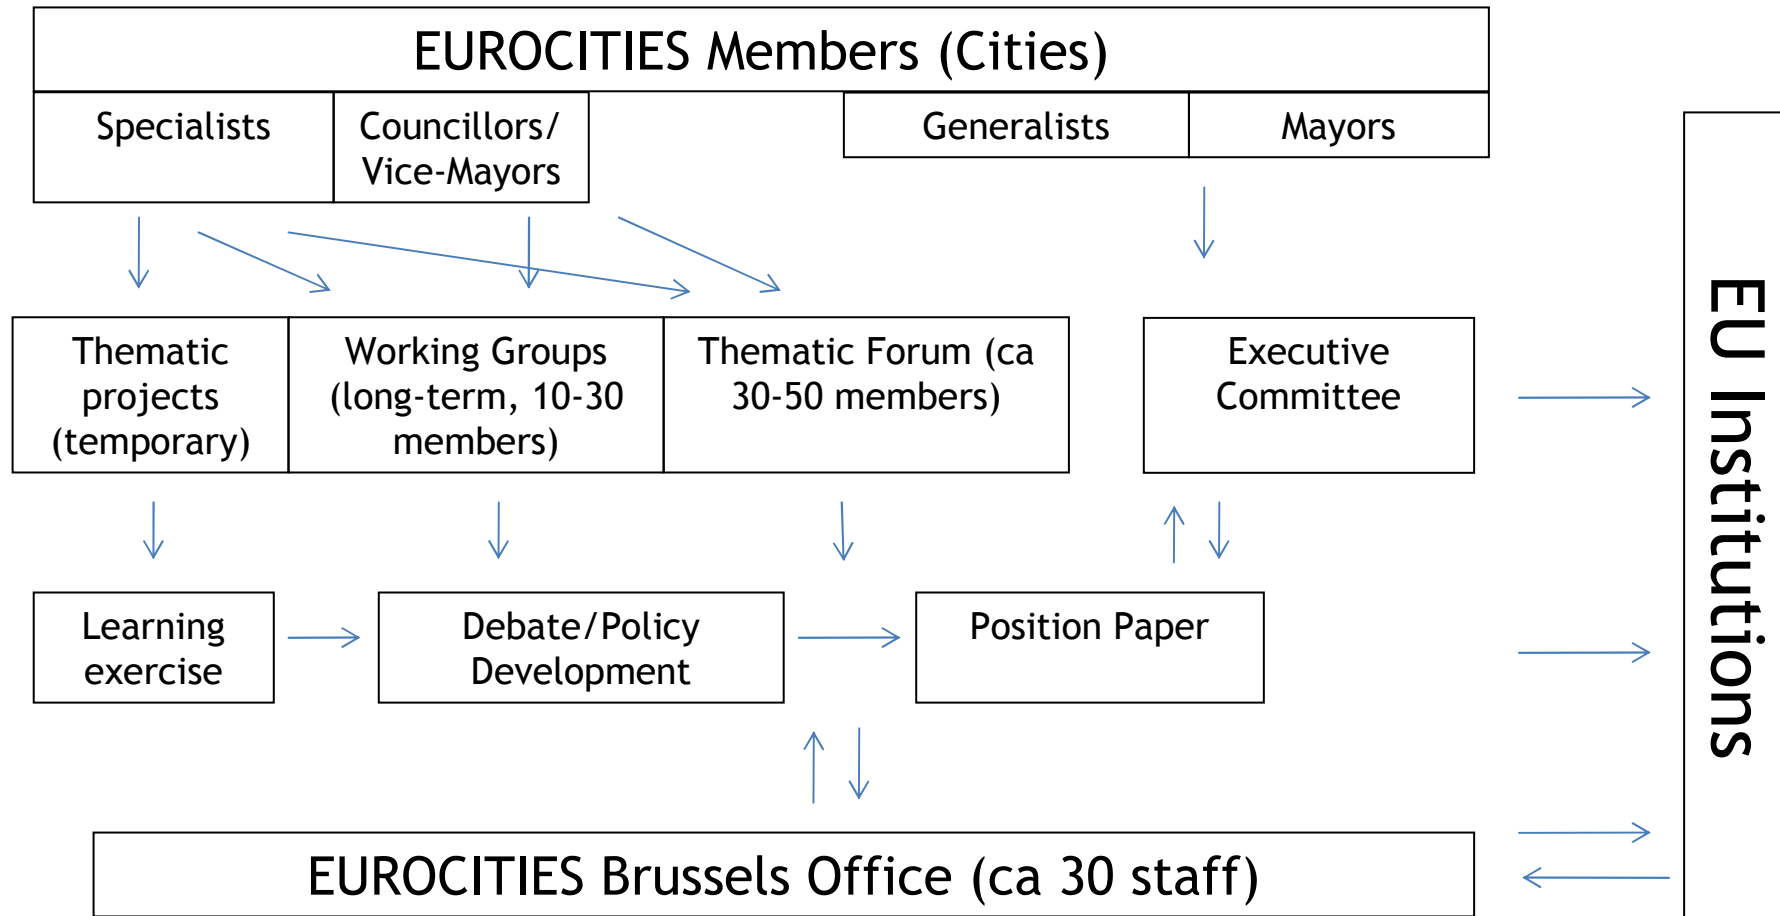 EUROCITIES Members (Cities)
Specialists
Councillors/
Vice-Mayors
Generalists
Mayors
Thematic
projects
(temporary)
Working Groups
(long-term, 10-30
members)
Thematic Forum (ca
30-50 members)
Executive
Committee
Learning
exercise
Debate/Policy
Development
Position Paper
EUROCITIES Brussels Office (ca 30 staff)
EU Institutions